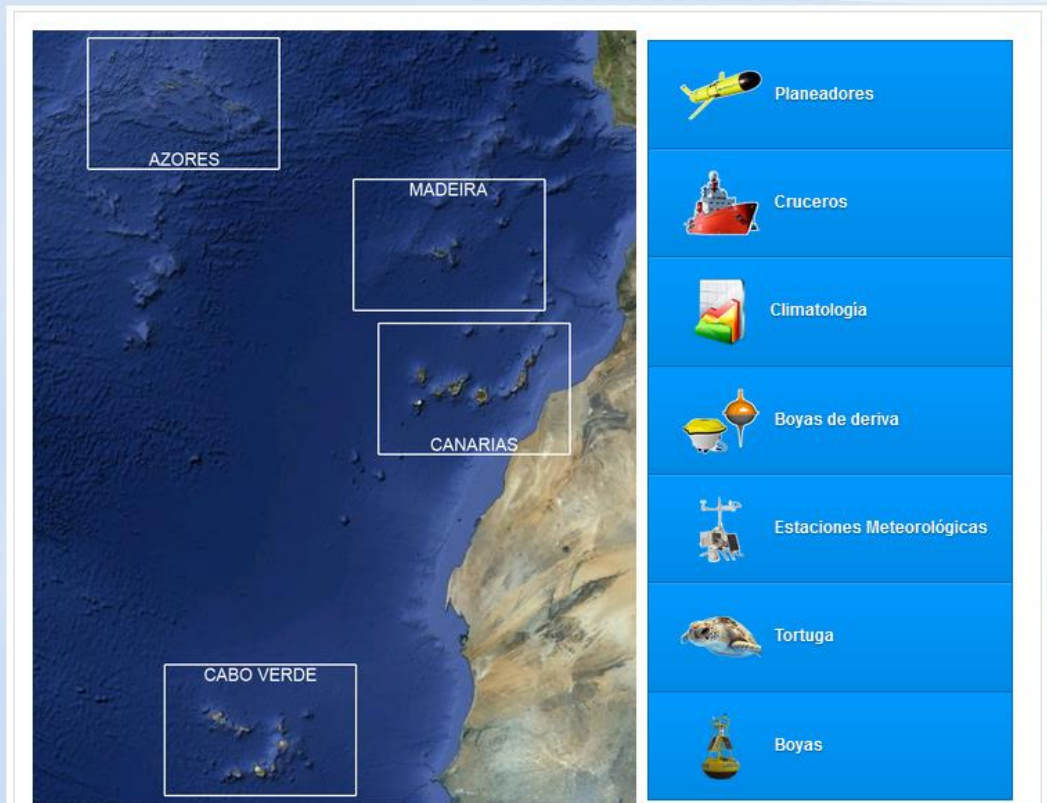 AZORES
MADEIRA
CANARIAS
CABO VERDE
Planeadores
Cruceros
Climatología
Boyas de deriva
Estaciones Meteorológicas
Tortuga
Boyas